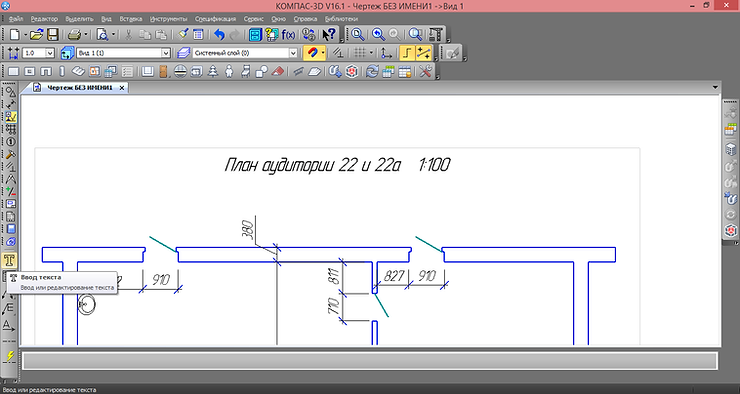 КОМПАС-3D V16.1 - Чертеж БЕЗ ИМЕНИ1 ->Вид 1
Файл Редактор Выделить Вид Вставка Инструменты Спецификация Сервис Окно Справка Библиотеки
1.0 Вид 1 (1) Системный слой (0)
Чертеж БЕЗ ИМЕНИ1
План аудитории 22 и 22а 1:100
380
910 811 827 910
710
Ввод текста
Ввод или редактирование текста
Ввод или редактирование текста